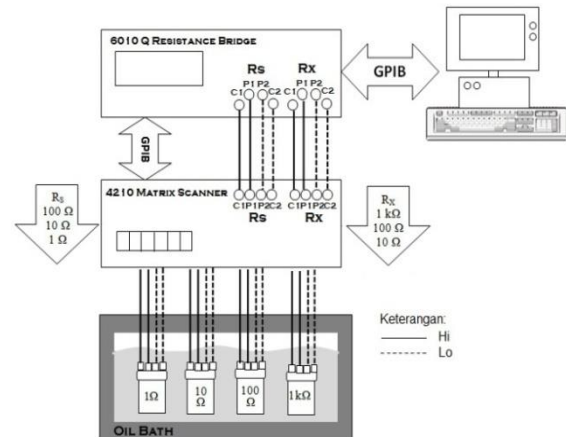 6010 Q RESISTANCE BRIDGE
Rs Rx
P1 P2 P1 P2
C1 C2 C1 C2
GPIB
GPIB
4210 MATRIX SCANNER
C1P1P2C2 C1P1P2C2
Rs Rx
RS
100 Ω
10 Ω
1 Ω
RX
1 kΩ
100 Ω
10 Ω
Keterangan:
Hi
Lo
1Ω
10
Ω
100
Ω
1kΩ
OIL BATH